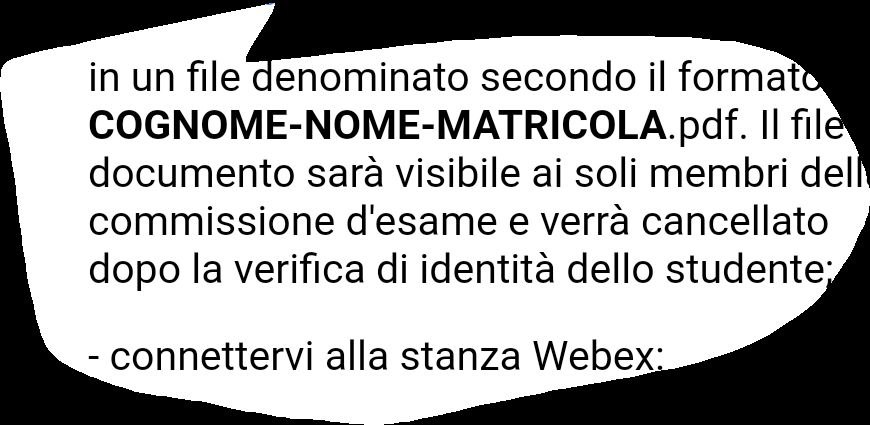 in un file denominato secondo il formato
COGNOME-NOME-MATRICOLA.pdf. Il file
documento sarà visibile ai soli membri della
commissione d'esame e verrà cancellato
dopo la verifica di identità dello studente;
- connettervi alla stanza Webex: